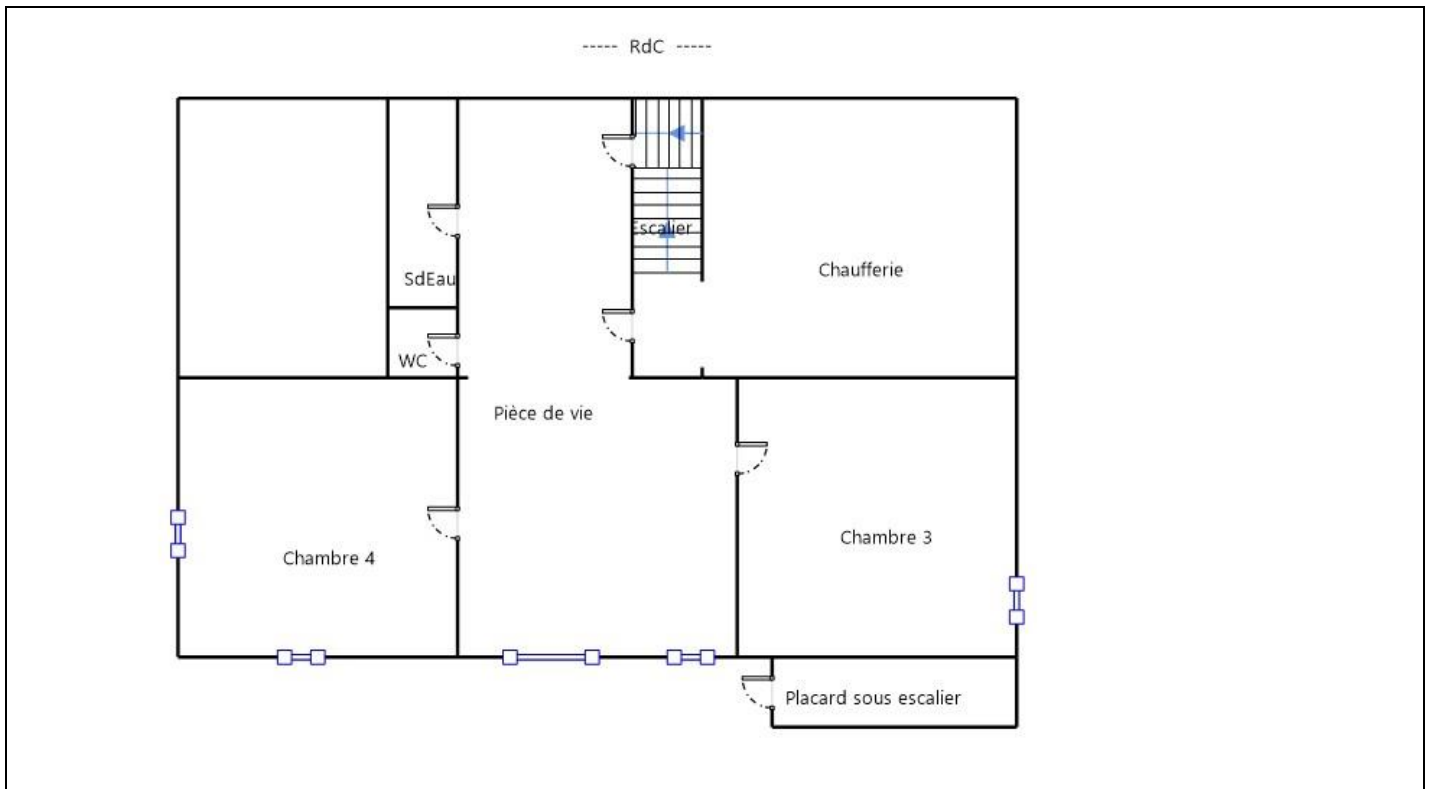 ----- RdC -----
Escalier
Chaufferie
SdEau
WC
Pièce de vie
Chambre 3
Chambre 4
Placard sous escalier